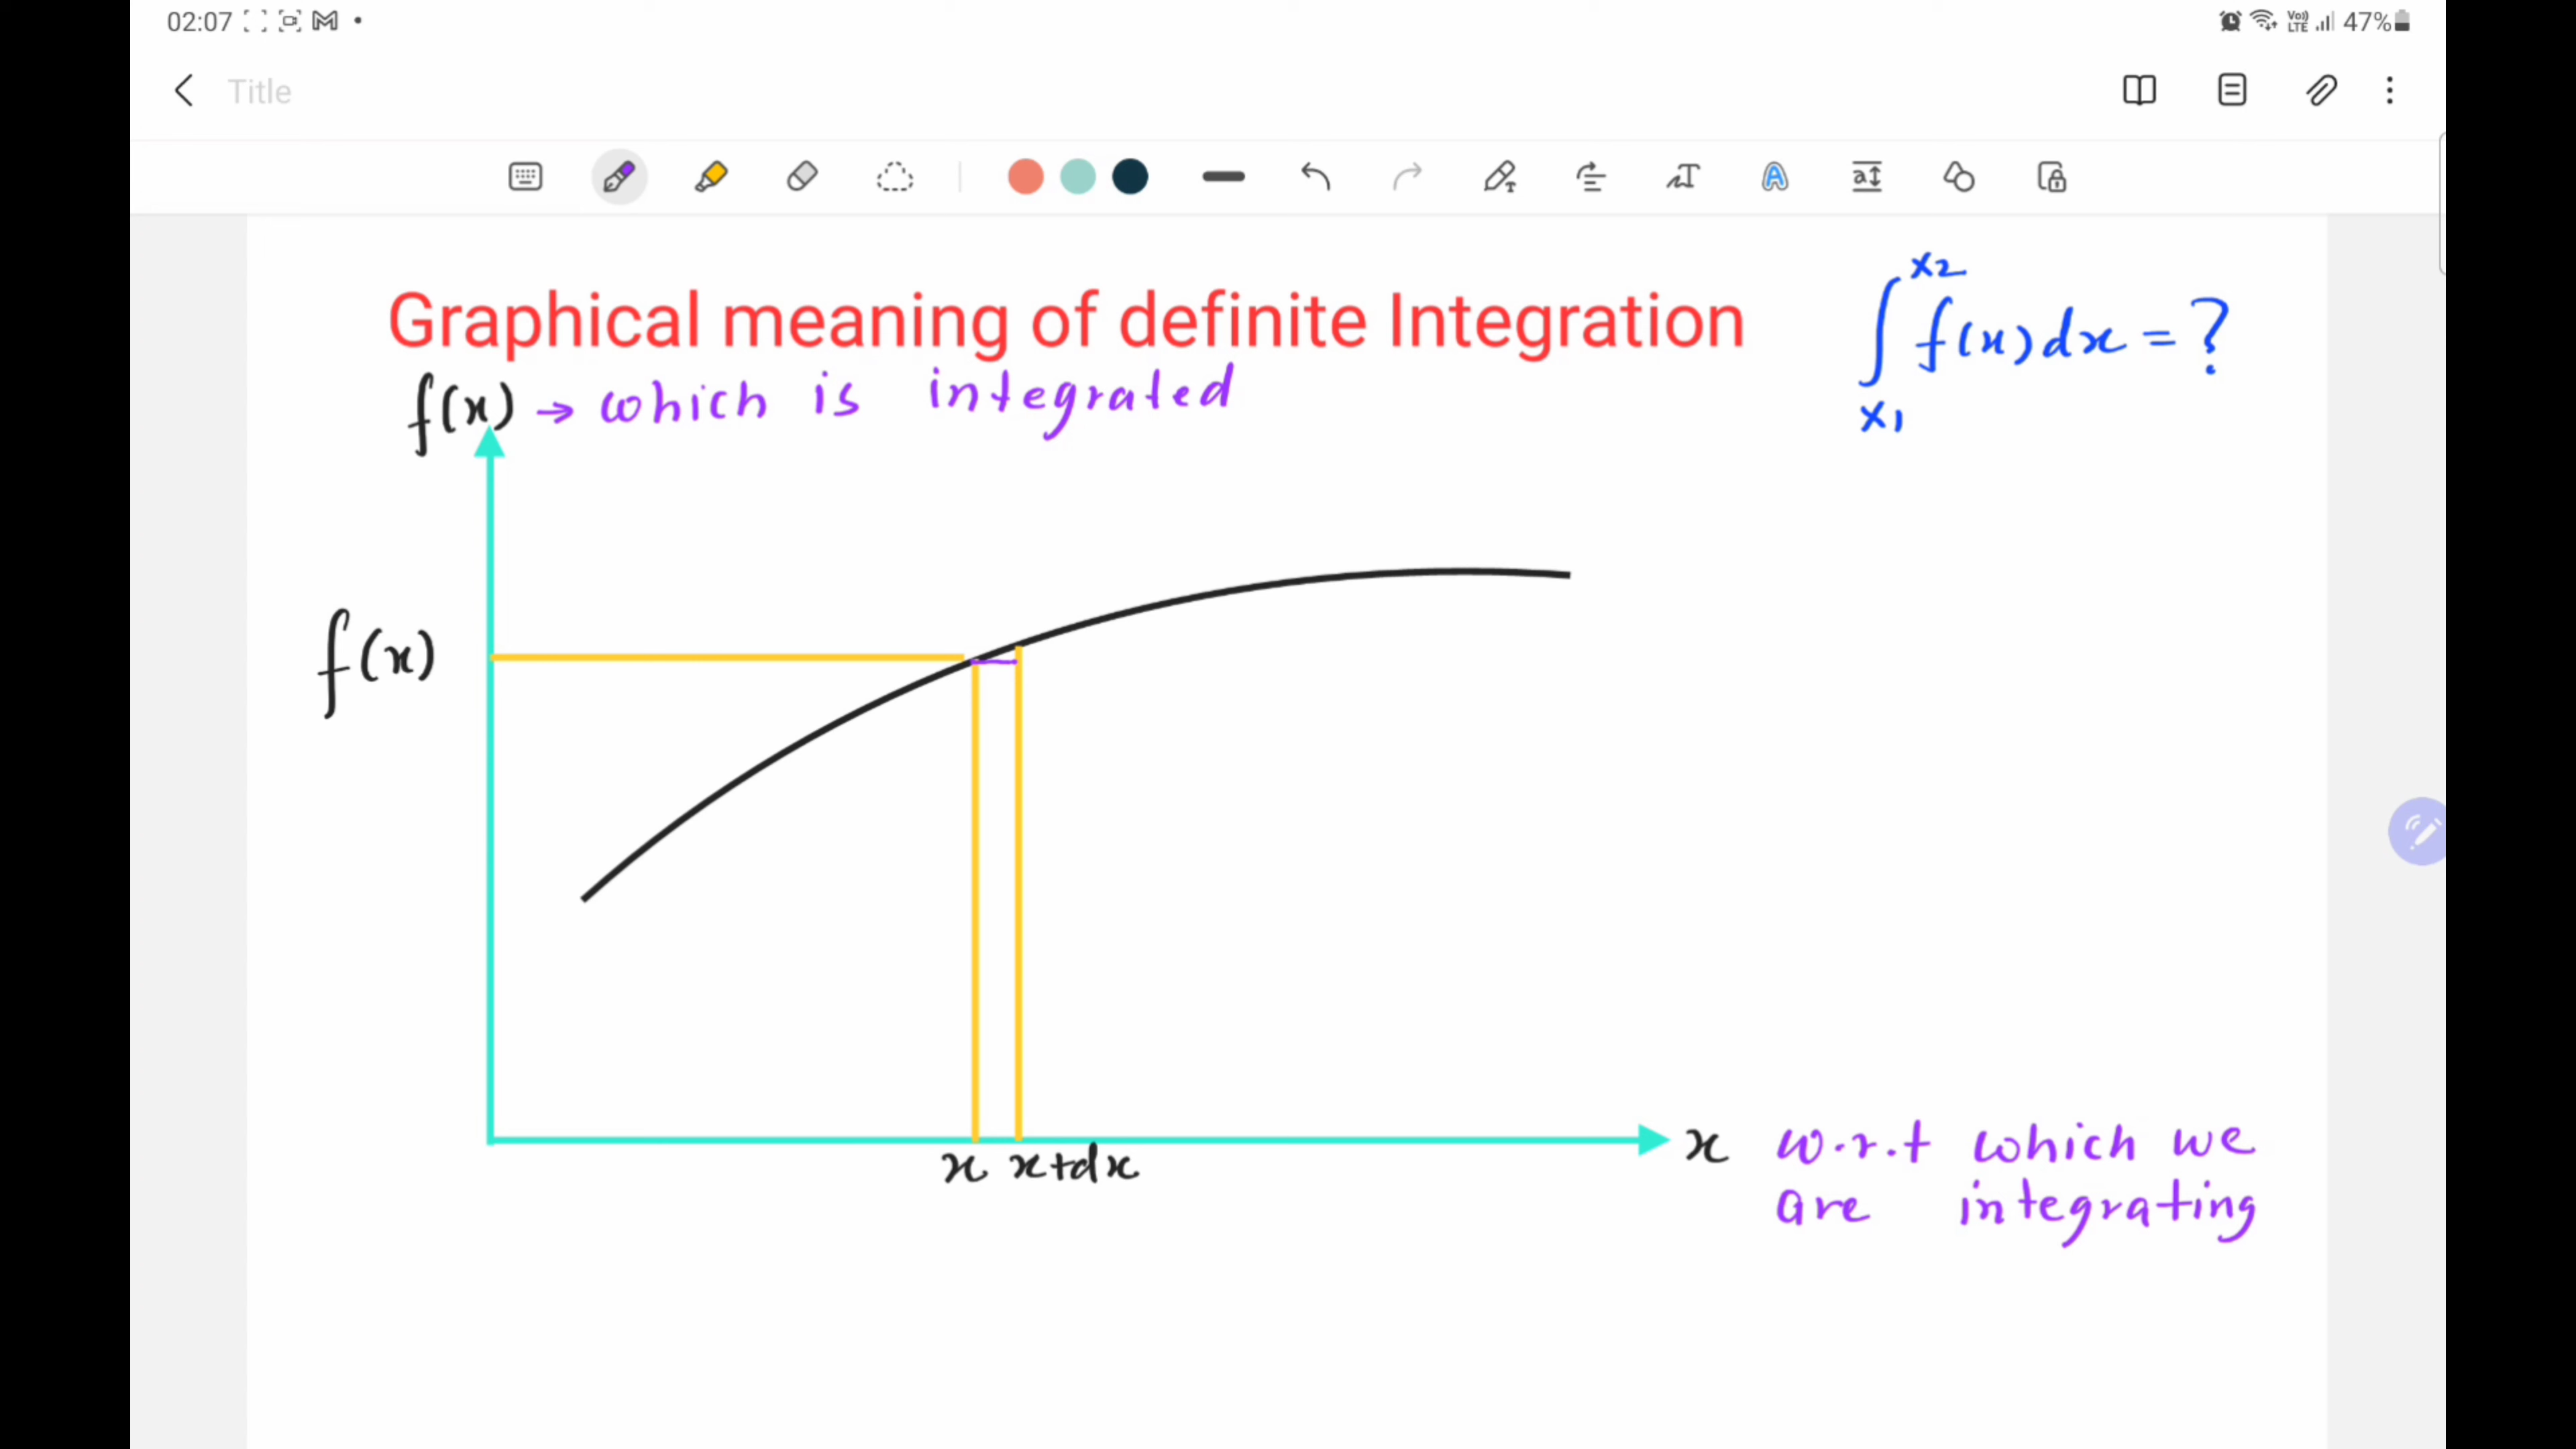 02:07
47%
Title
Graphical meaning of definite Integration
∫ x2 x1 f(x)dx = ?
f(x) → which is integrated
f(x)
x x+dx
x w.r.t which we
are integrating